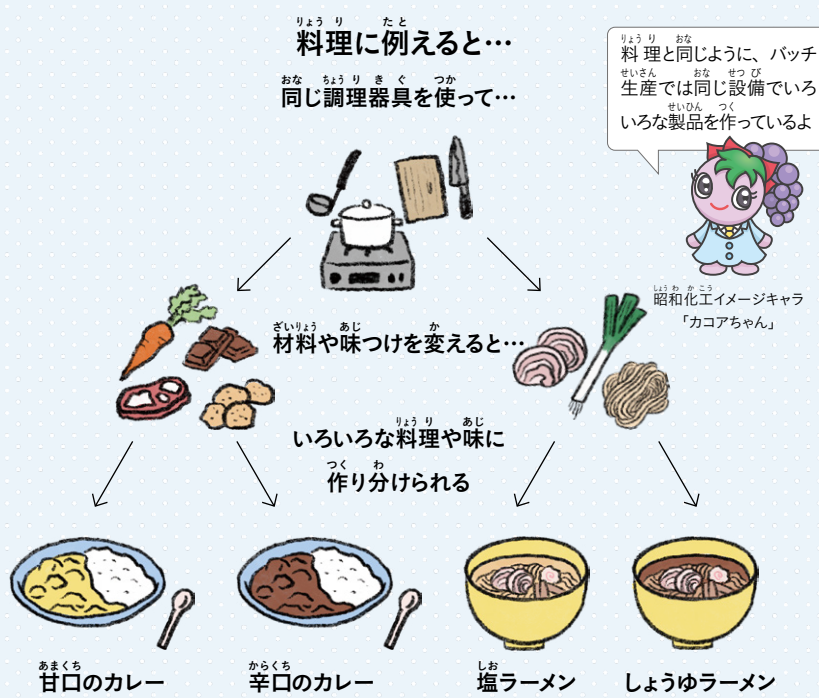 料理に例えると…
同じ調理器具を使って…
料理と同じように、バッチ
生産では同じ設備でいろ
いろな製品を作っているよ
昭和化工イメージキャラ
「カコアちゃん」
材料や味つけを変えると…
いろいろな料理や味に
作り分けられる
甘口のカレー
辛口のカレー
塩ラーメン
しょうゆラーメン